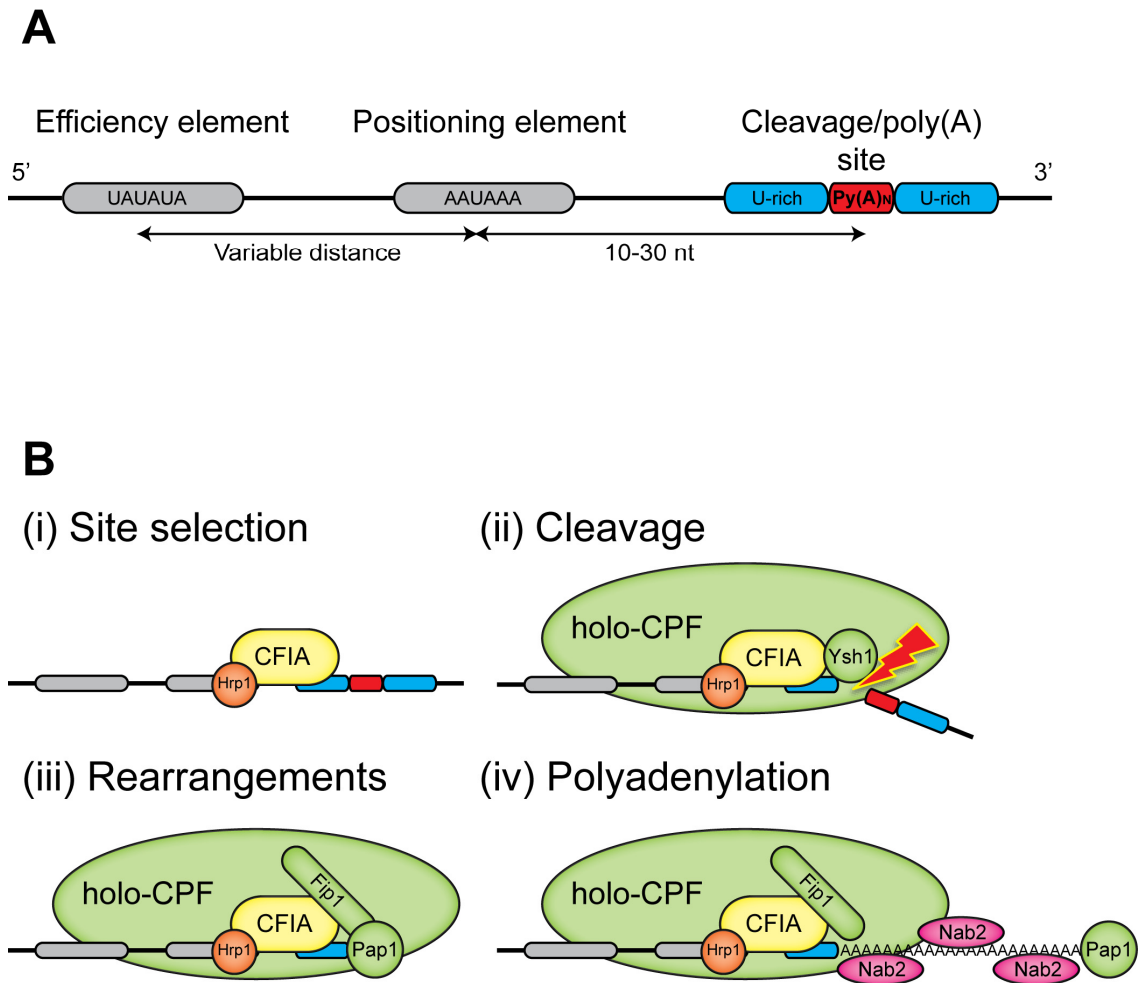 A
Efficiency element
Positioning element
Cleavage/poly(A)
site
5’
3’
UAUAUA
AAUAAA
U-rich
Py(A)N
U-rich
Variable distance
10-30 nt
B
(i) Site selection
CFIA
Hrp1
(ii) Cleavage
holo-CPF
CFIA
Ysh1
Hrp1
(iii) Rearrangements
holo-CPF
Fip1
CFIA
Hrp1
Pap1
(iv) Polyadenylation
holo-CPF
Fip1
CFIA
Hrp1
Nab2
AAAAAAAAAAAAAAAAAAAAAAA
Pap1
Nab2
Nab2